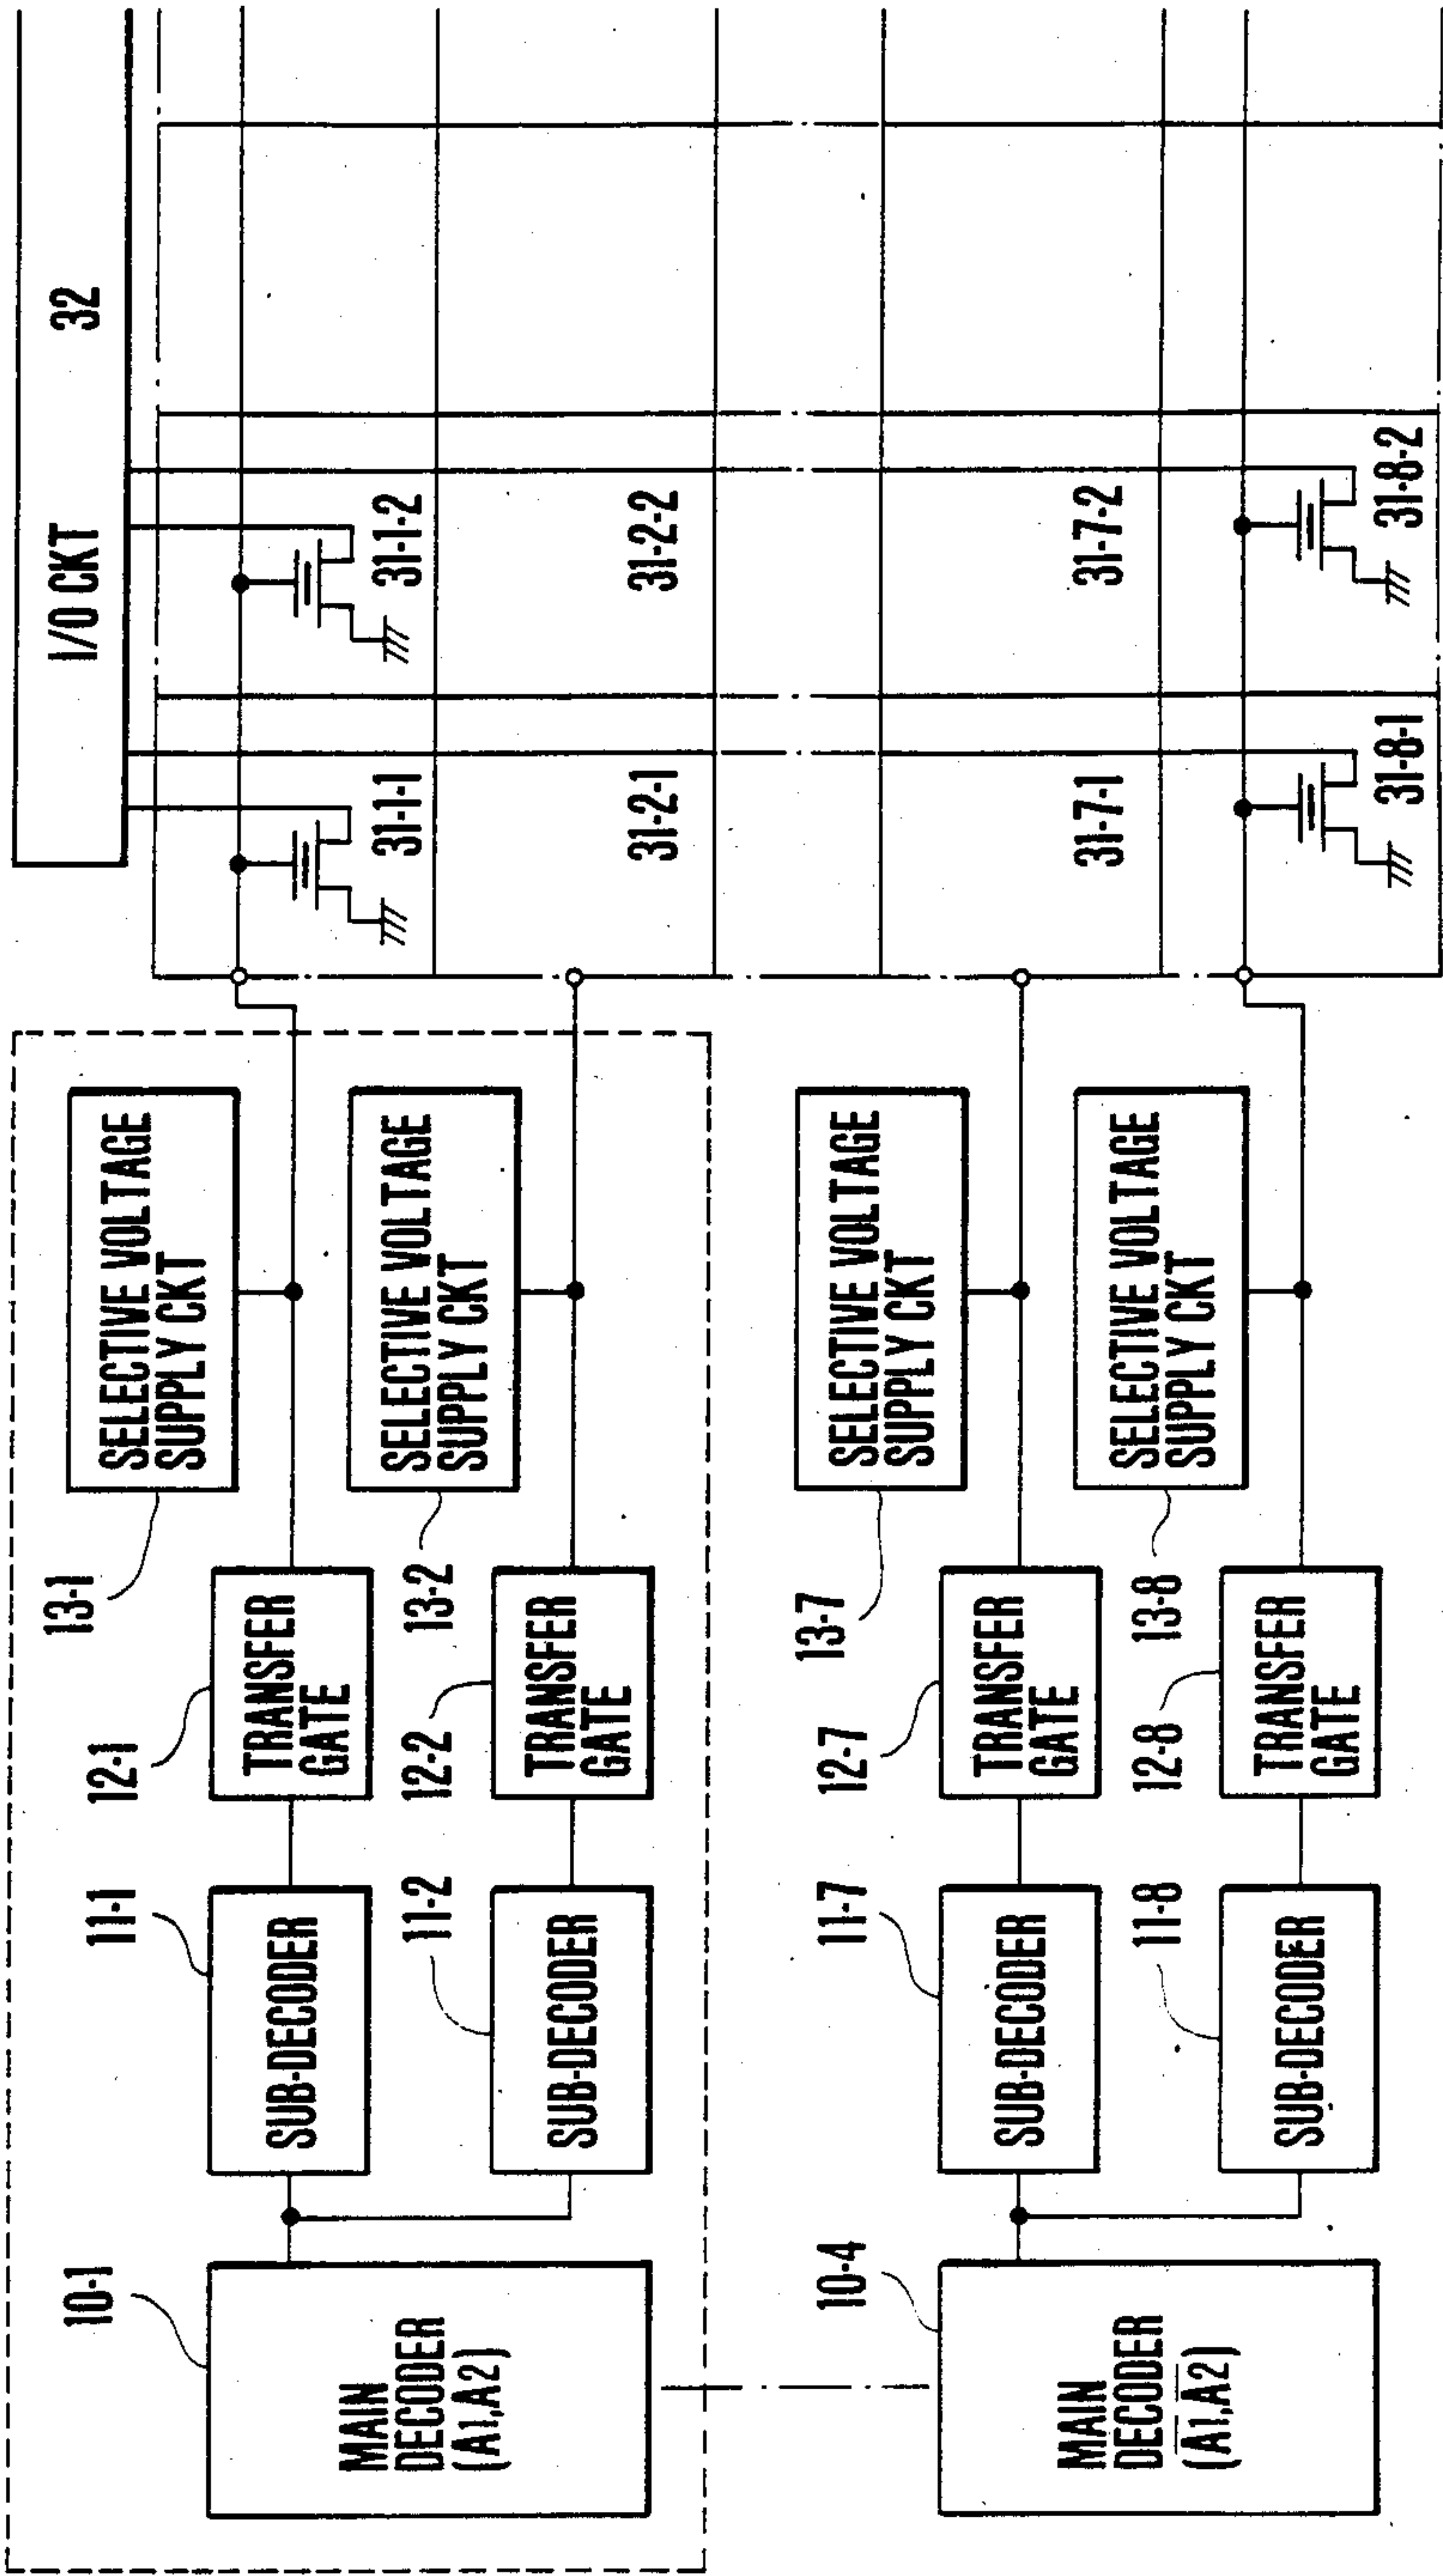 I/O CKT 32
13-1
SELECTIVE VOLTAGE
SUPPLY CKT
10-1
11-1
12-1
MAIN
DECODER
(A1,A2)
SUB-DECODER
TRANSFER
GATE
31-1-1
31-1-2
13-2
SELECTIVE VOLTAGE
SUPPLY CKT
11-2
12-2
SUB-DECODER
TRANSFER
GATE
31-2-1
31-2-2
13-7
SELECTIVE VOLTAGE
SUPPLY CKT
10-4
11-7
12-7
MAIN
DECODER
(A̅1̅,A̅2̅)
SUB-DECODER
TRANSFER
GATE
31-7-1
31-7-2
13-8
SELECTIVE VOLTAGE
SUPPLY CKT
11-8
12-8
SUB-DECODER
TRANSFER
GATE
31-8-1
31-8-2